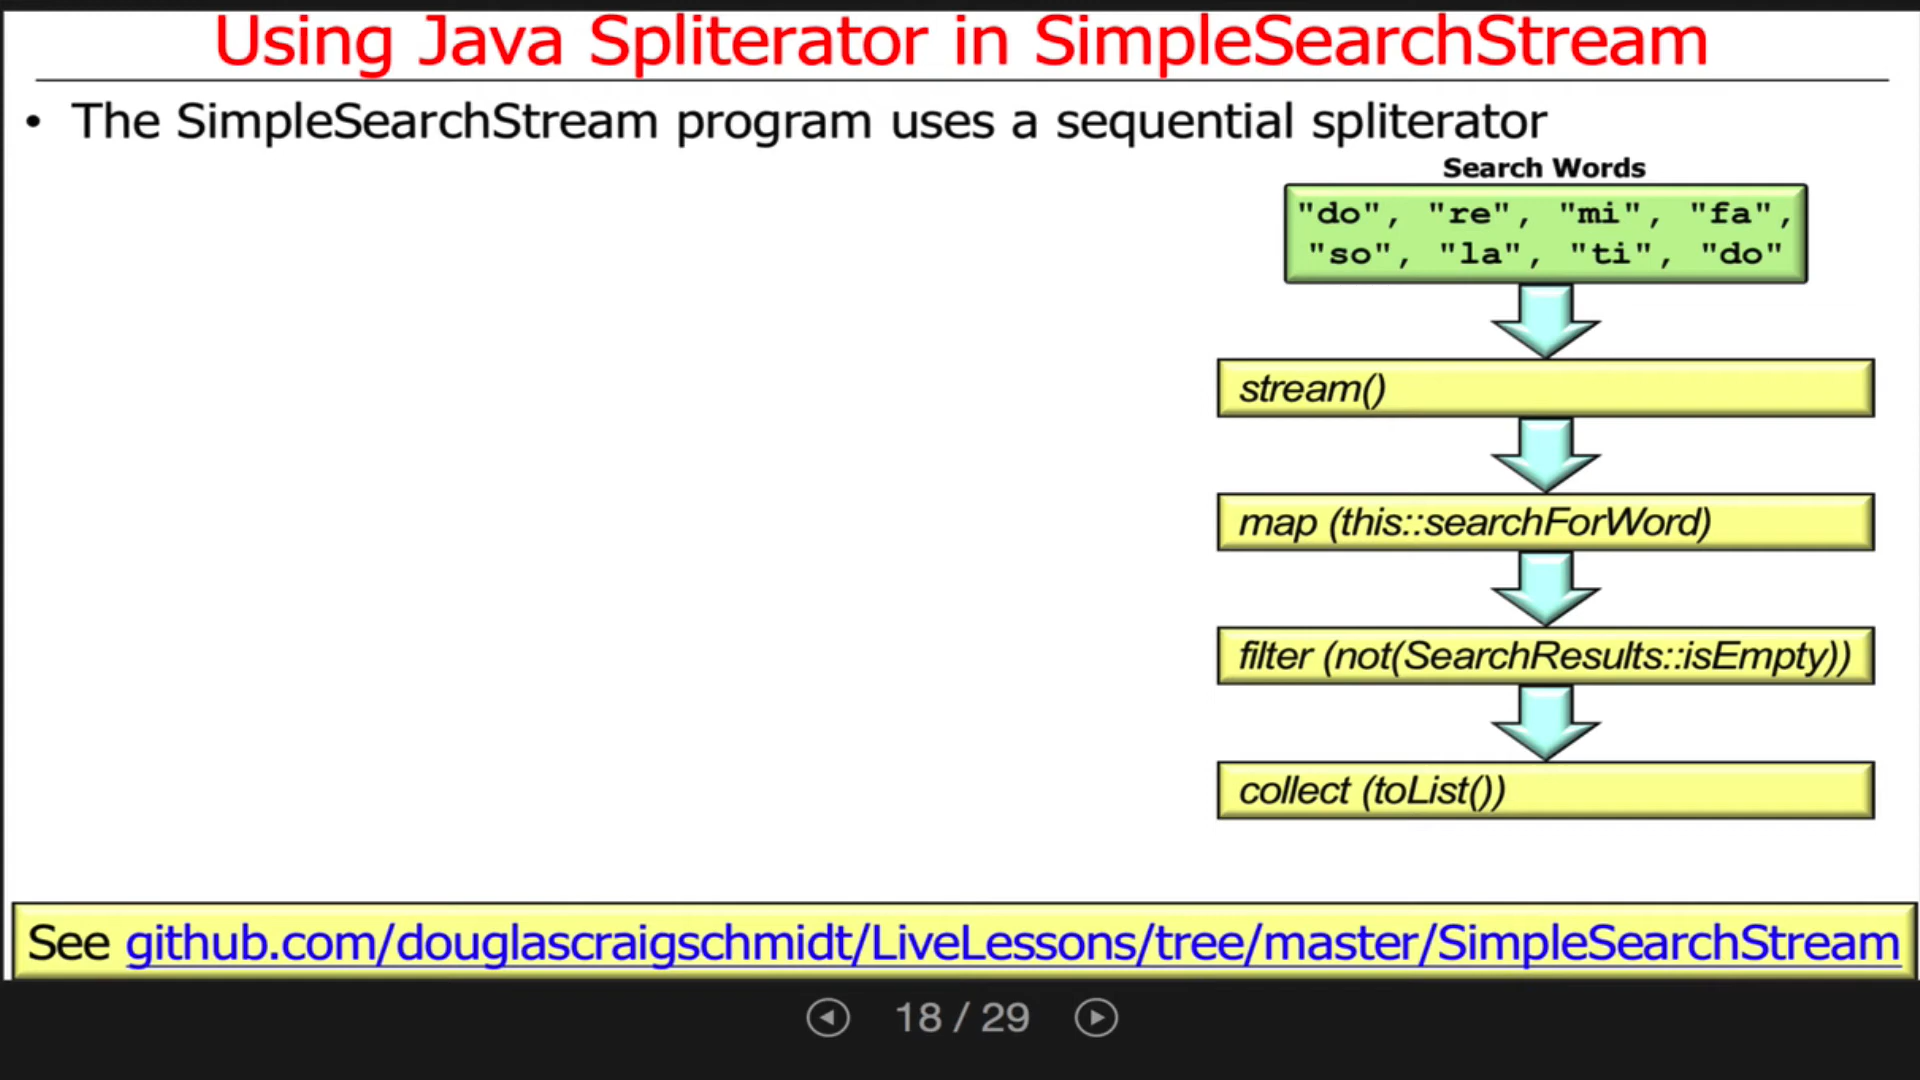 Using Java Spliterator in SimpleSearchStream
• The SimpleSearchStream program uses a sequential spliterator
Search Words
"do", "re", "mi", "fa",
"so", "la", "ti", "do"
stream()
map (this::searchForWord)
filter (not(SearchResults::isEmpty))
collect (toList())
See github.com/douglascraigschmidt/LiveLessons/tree/master/SimpleSearchStream
18 / 29